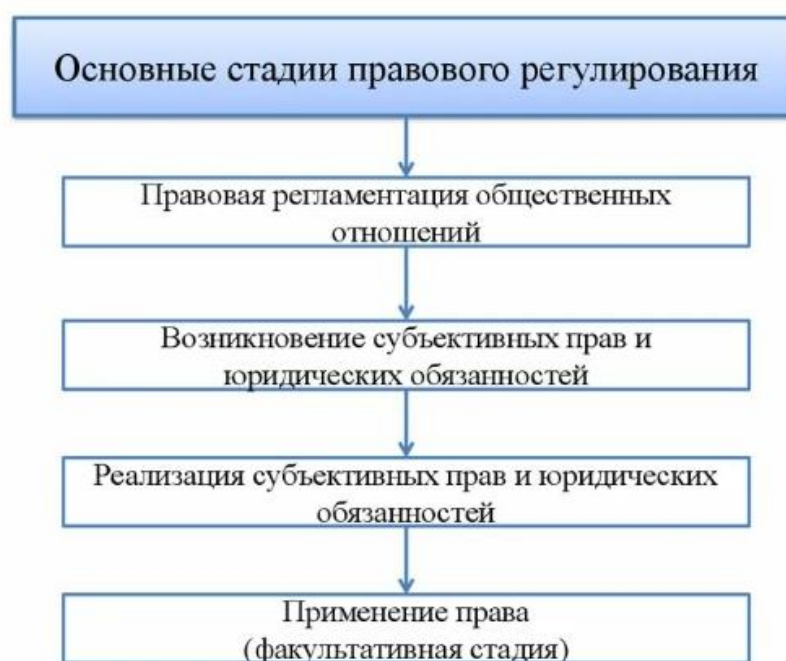 Основные стадии правового регулирования
Правовая регламентация общественных
отношений
Возникновение субъективных прав и
юридических обязанностей
Реализация субъективных прав и юридических
обязанностей
Применение права
(факультативная стадия)